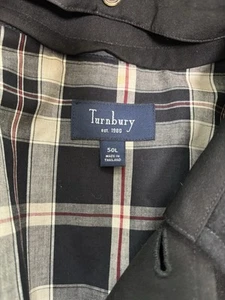 Turnbury
est. 1980
50L
MADE IN
THAILAND